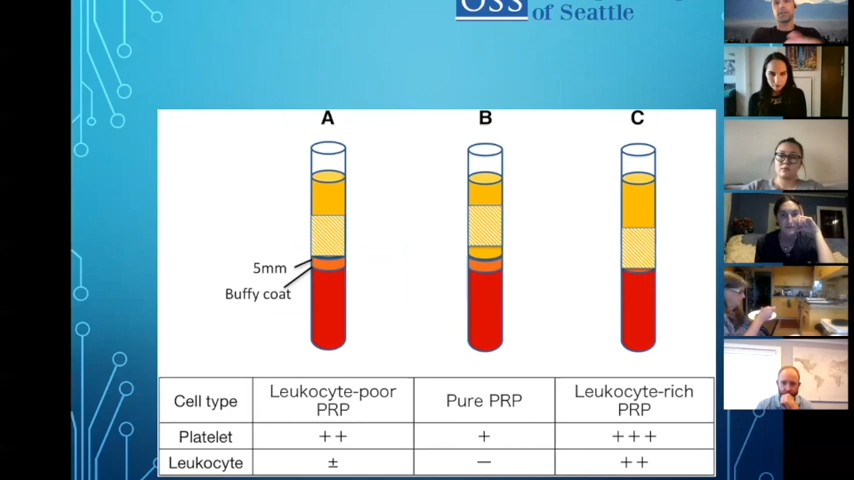 OSS
of Seattle
A B C
5mm
Buffy coat
Cell type
Leukocyte-poor PRP
Pure PRP
Leukocyte-rich PRP
Platelet ++ + +++
Leukocyte ± — ++